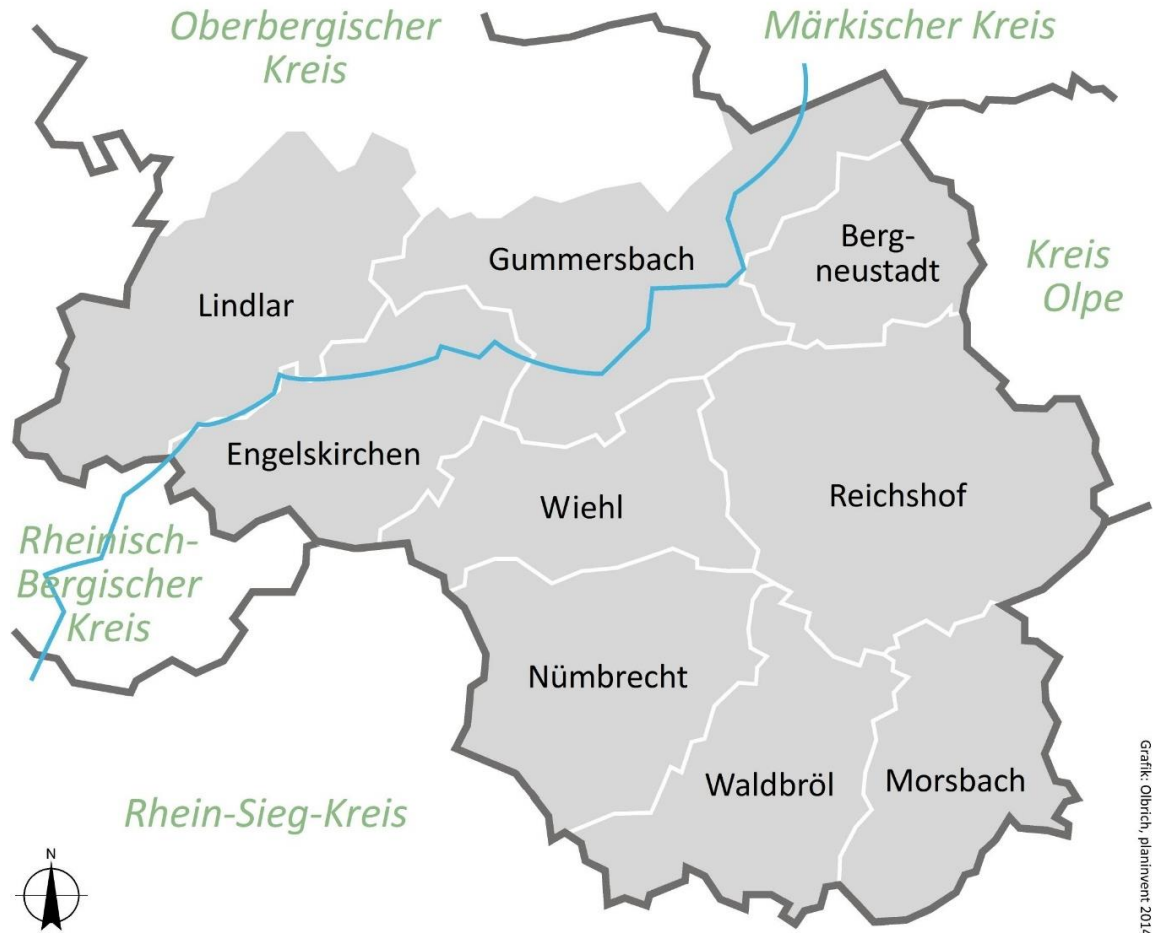 Oberbergischer
Kreis
Märkischer Kreis
Berg-
neustadt
Kreis
Olpe
Gummersbach
Lindlar
Engelskirchen
Wiehl
Reichshof
Rheinisch-
Bergischer
Kreis
Nümbrecht
Waldbröl
Morsbach
Rhein-Sieg-Kreis
N
Grafik: Olbrich, planinvent 2014